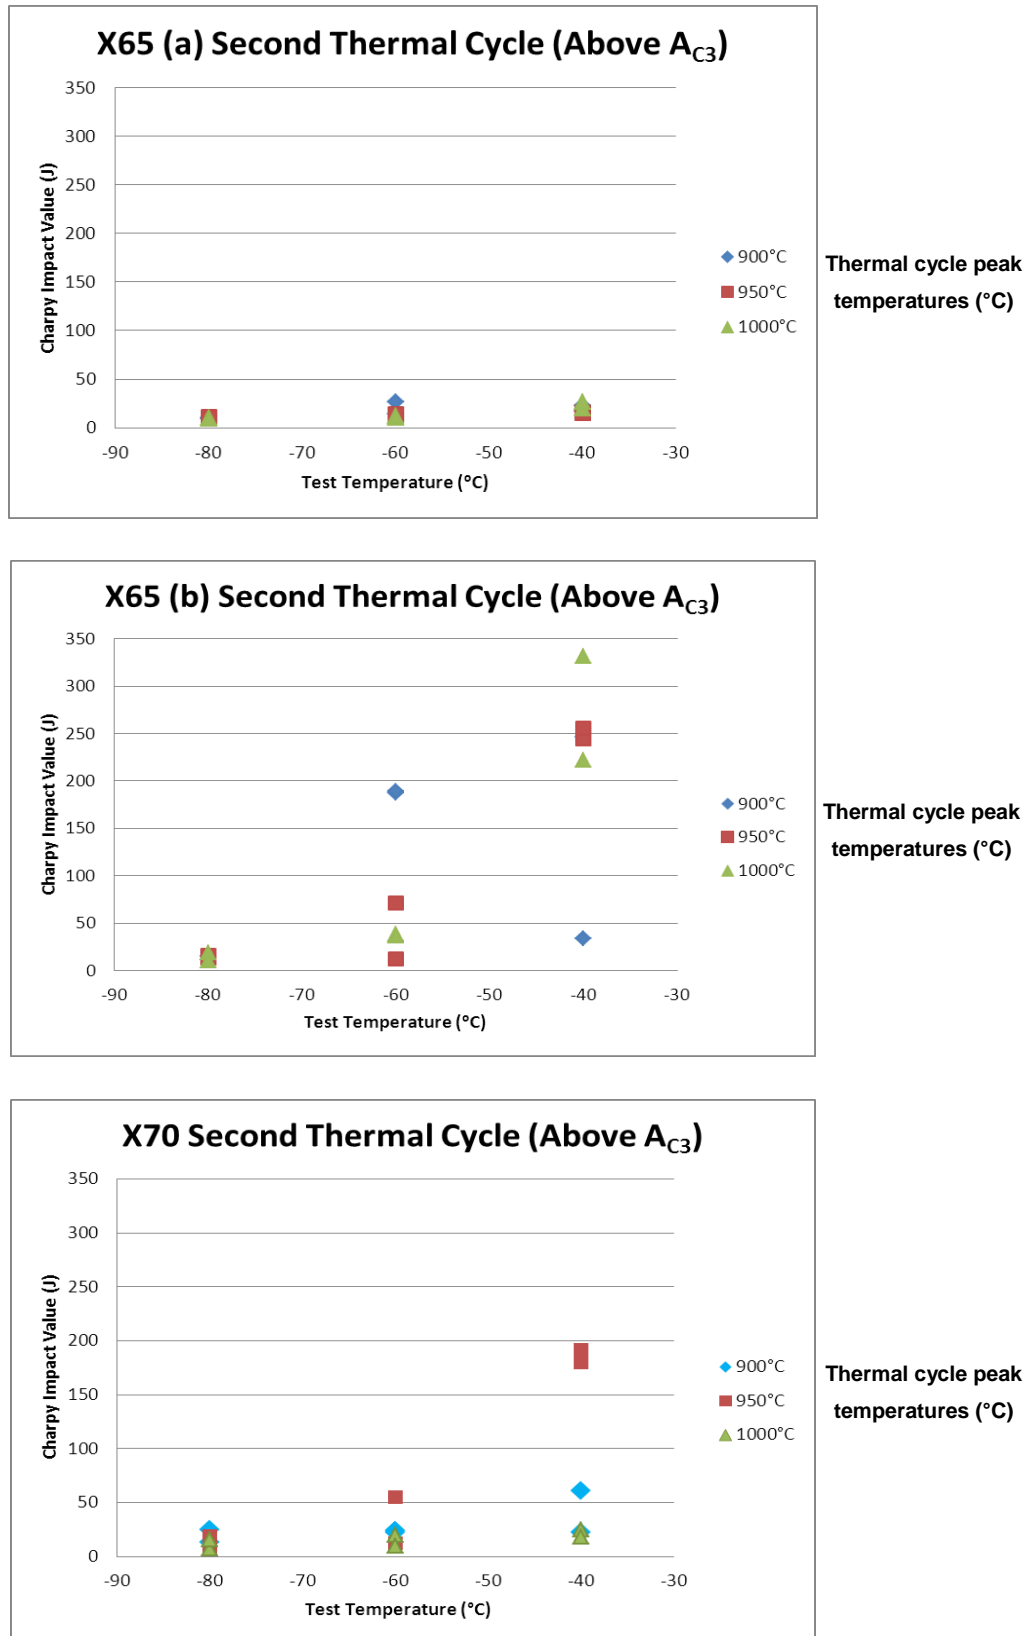 X65 (a) Second Thermal Cycle (Above AC3)
350
300
250
200
150
100
50
0
Charpy Impact Value (J)
-90 -80 -70 -60 -50 -40 -30
Test Temperature (°C)
900°C
950°C
1000°C
Thermal cycle peak
temperatures (°C)
X65 (b) Second Thermal Cycle (Above AC3)
350
300
250
200
150
100
50
0
Charpy Impact Value (J)
-90 -80 -70 -60 -50 -40 -30
Test Temperature (°C)
900°C
950°C
1000°C
Thermal cycle peak
temperatures (°C)
X70 Second Thermal Cycle (Above AC3)
350
300
250
200
150
100
50
0
Charpy Impact Value (J)
-90 -80 -70 -60 -50 -40 -30
Test Temperature (°C)
900°C
950°C
1000°C
Thermal cycle peak
temperatures (°C)